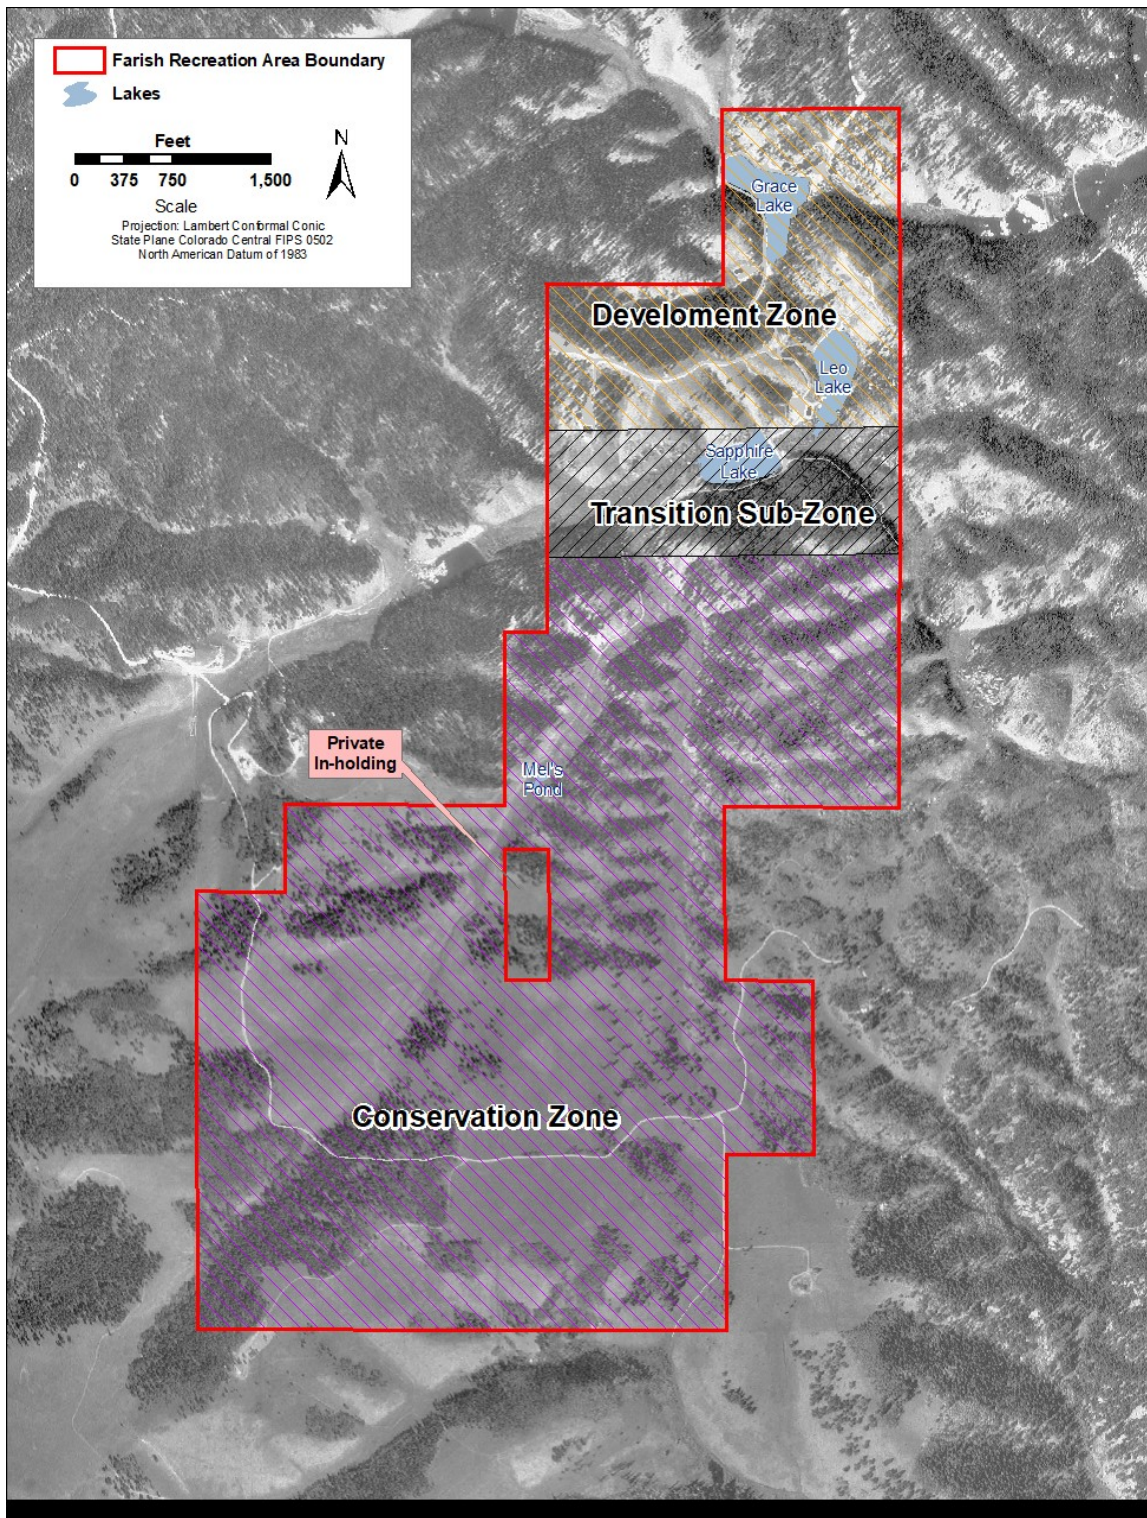 Farish Recreation Area Boundary
Lakes
Feet
N
0 375 750 1,500
Scale
Projection: Lambert Conformal Conic
State Plane Colorado Central FIPS 0502
North American Datum of 1983
Grace
Lake
Develoment Zone
Leo
Lake
Sapphire
Lake
Transition Sub-Zone
Private
In-holding
Mel's
Pond
Conservation Zone